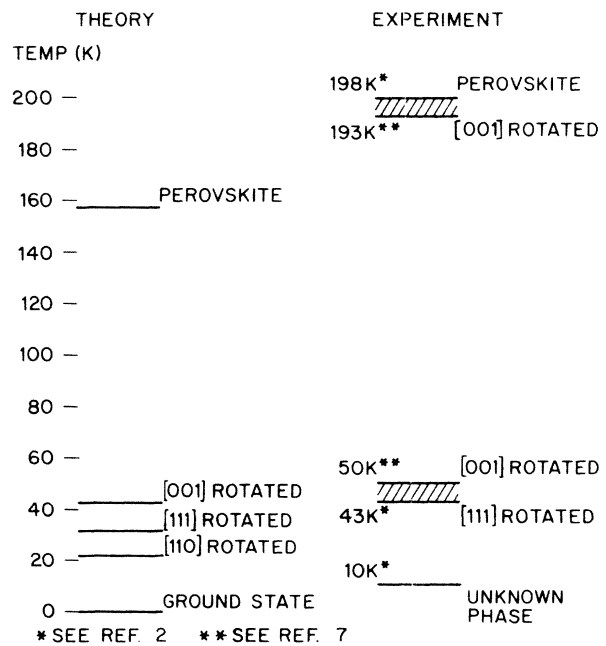 THEORY EXPERIMENT
TEMP (K)
198K* PEROVSKITE
200
193K** [001] ROTATED
180
PEROVSKITE
160
140
120
100
80
60
50K** [001] ROTATED
[001] ROTATED
40
43K* [111] ROTATED
[111] ROTATED
[110] ROTATED
20
10K*
GROUND STATE
0
UNKNOWN
PHASE
*SEE REF. 2 **SEE REF. 7